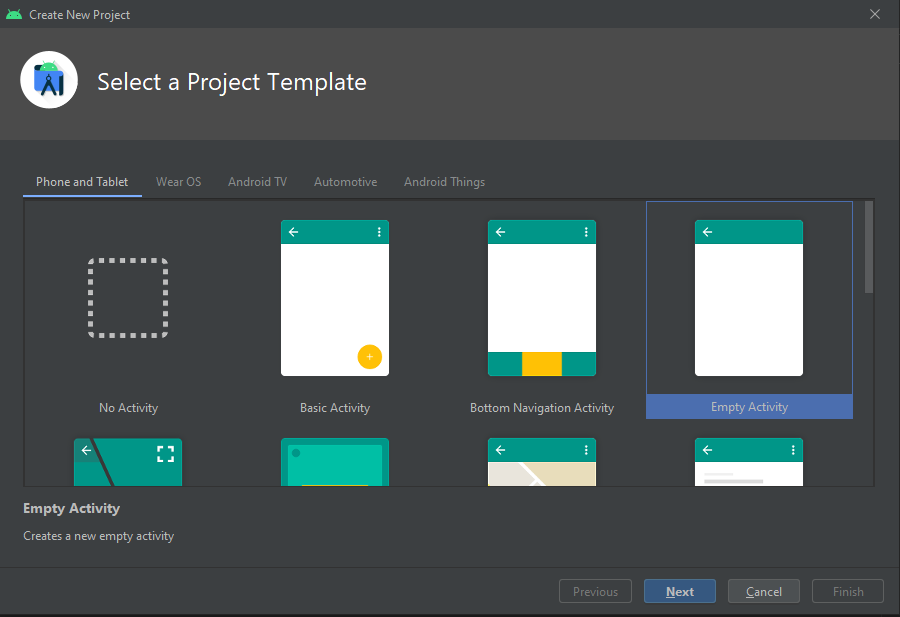 Create New Project
Select a Project Template
Phone and Tablet
Wear OS
Android TV
Automotive
Android Things
No Activity
Basic Activity
Bottom Navigation Activity
Empty Activity
Empty Activity
Creates a new empty activity
Previous
Next
Cancel
Finish